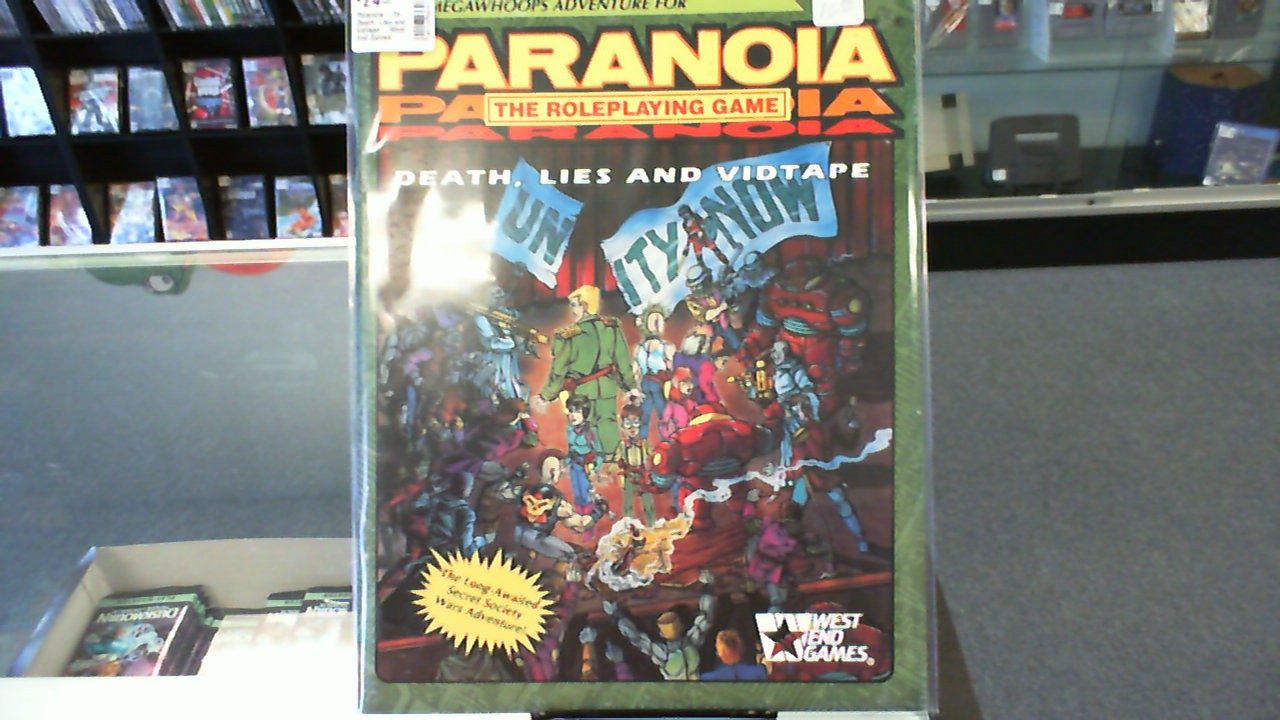 MEGAWHOOPS ADVENTURE FOR
PARANOIA
THE ROLEPLAYING GAME
DEATH, LIES AND VIDTAPE
UN ITY NOW
The Long-Awaited
Secret Society
Wars Adventure!
WEST
END
GAMES®